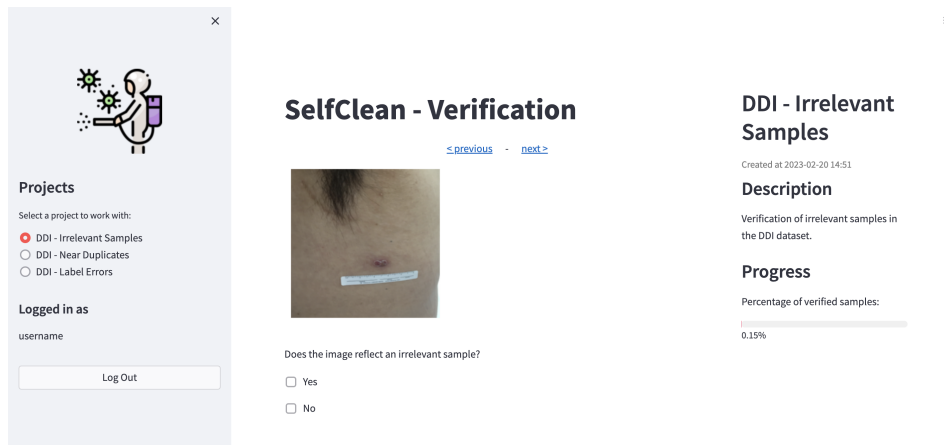 ×
Projects
Select a project to work with:
DDI - Irrelevant Samples
DDI - Near Duplicates
DDI - Label Errors
Logged in as
username
Log Out
SelfClean - Verification
< previous - next >
Does the image reflect an irrelevant sample?
Yes
No
DDI - Irrelevant
Samples
Created at 2023-02-20 14:51
Description
Verification of irrelevant samples in
the DDI dataset.
Progress
Percentage of verified samples:
0.15%